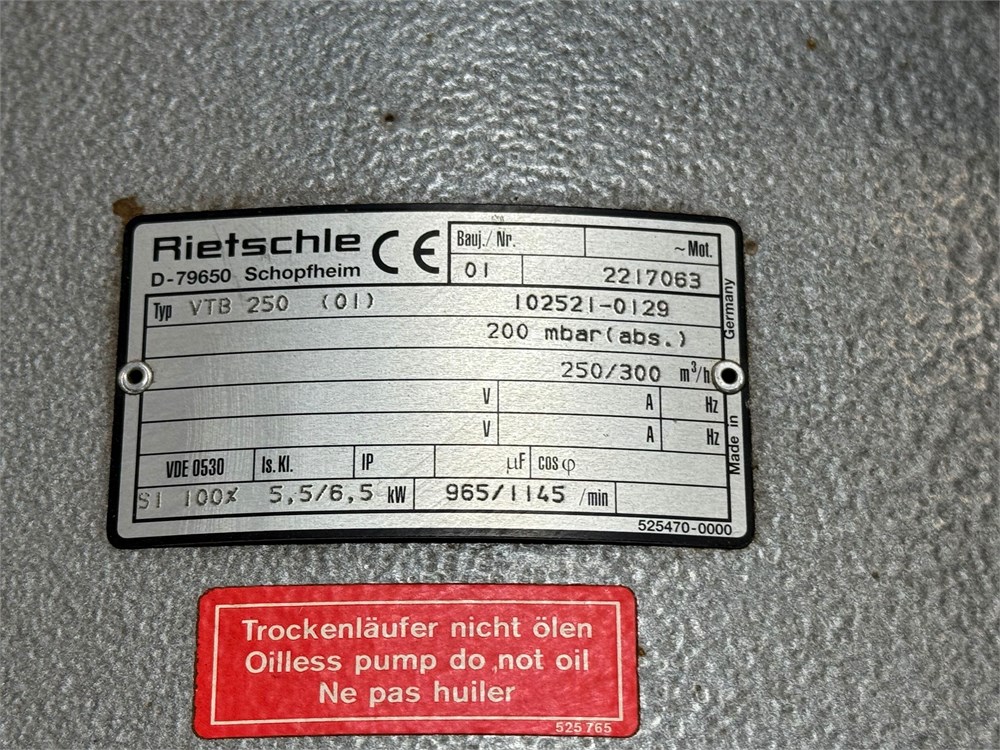 Rietschle CE
D-79650 Schopfheim
Bauj./ Nr. ~ Mot.
01 2217063
Typ VTB 250 (01) 102521-0129
200 mbar(abs.)
250/300 m³/h
V A Hz
V A Hz
VDE 0530 Is.Kl. IP µF cos φ
S1 100% 5,5/6,5 kW 965/1145 /min
525470-0000
Made in Germany
Trockenläufer nicht ölen
Oilless pump do not oil
Ne pas huiler
525 765